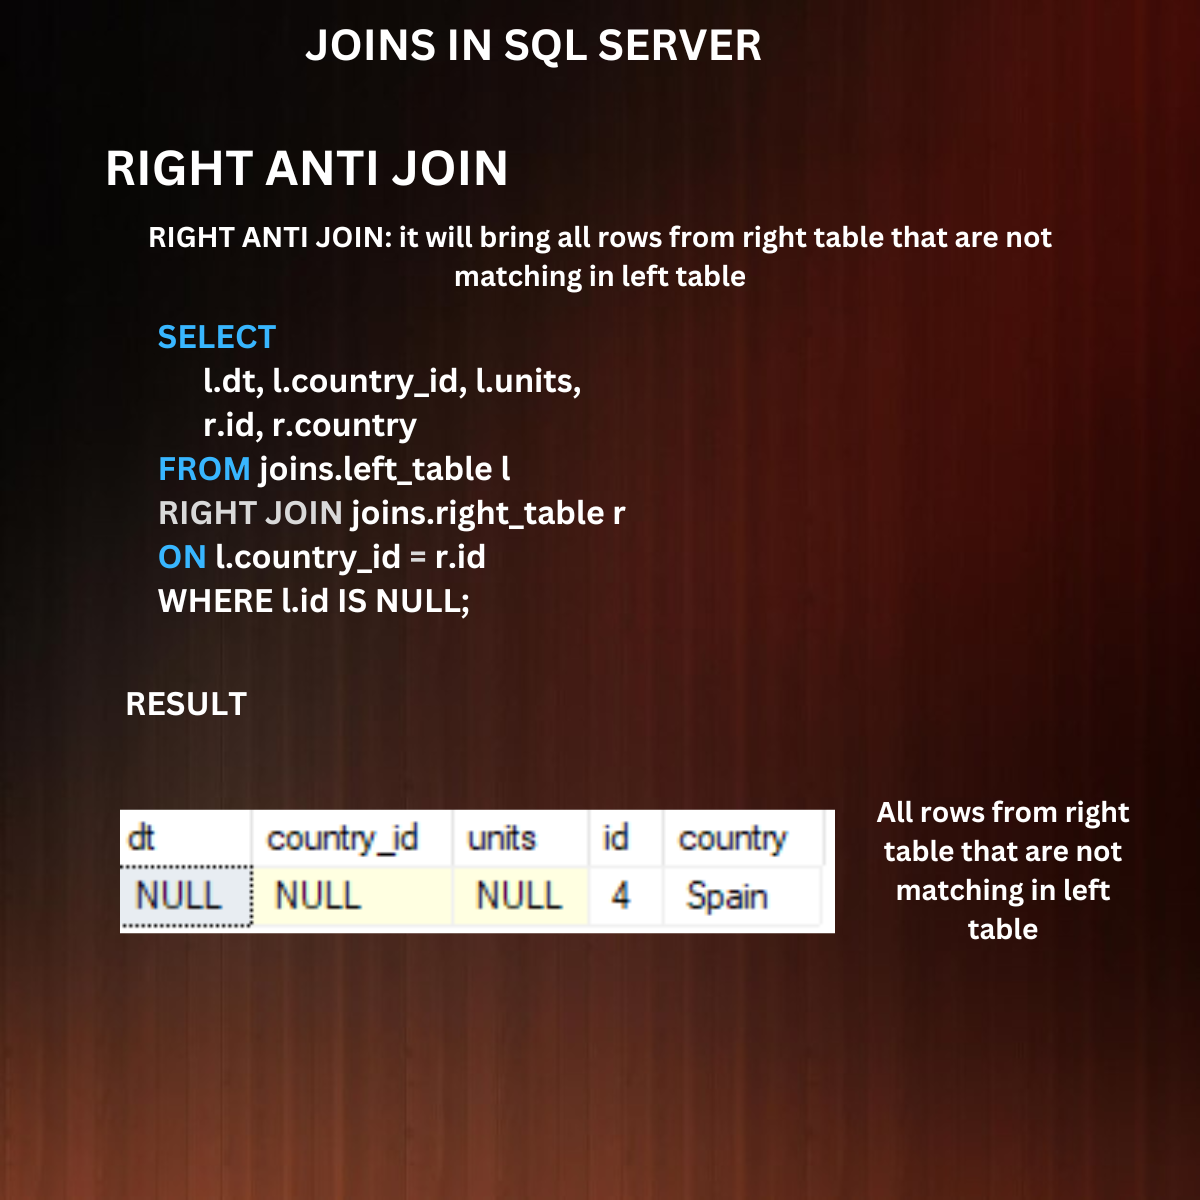 JOINS IN SQL SERVER
RIGHT ANTI JOIN
RIGHT ANTI JOIN: it will bring all rows from right table that are not
matching in left table
SELECT
l.dt, l.country_id, l.units,
r.id, r.country
FROM joins.left_table l
RIGHT JOIN joins.right_table r
ON l.country_id = r.id
WHERE l.id IS NULL;
RESULT
dt country_id units id country
NULL NULL NULL 4 Spain
All rows from right
table that are not
matching in left
table